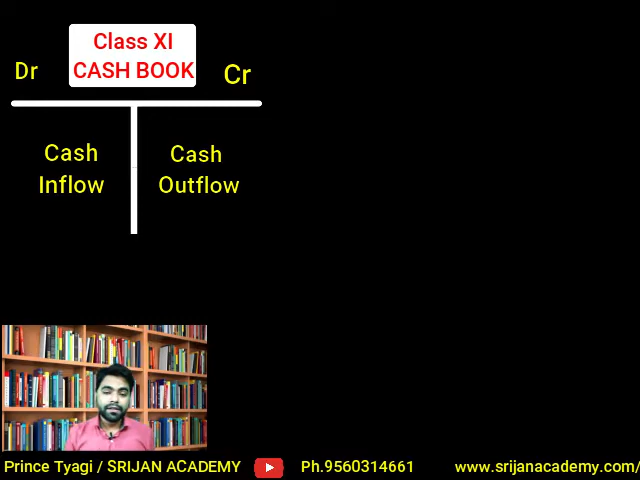 Class XI
Dr CASH BOOK Cr
Cash Cash
Inflow Outflow
Prince Tyagi / SRIJAN ACADEMY Ph.9560314661 www.srijanacademy.com/